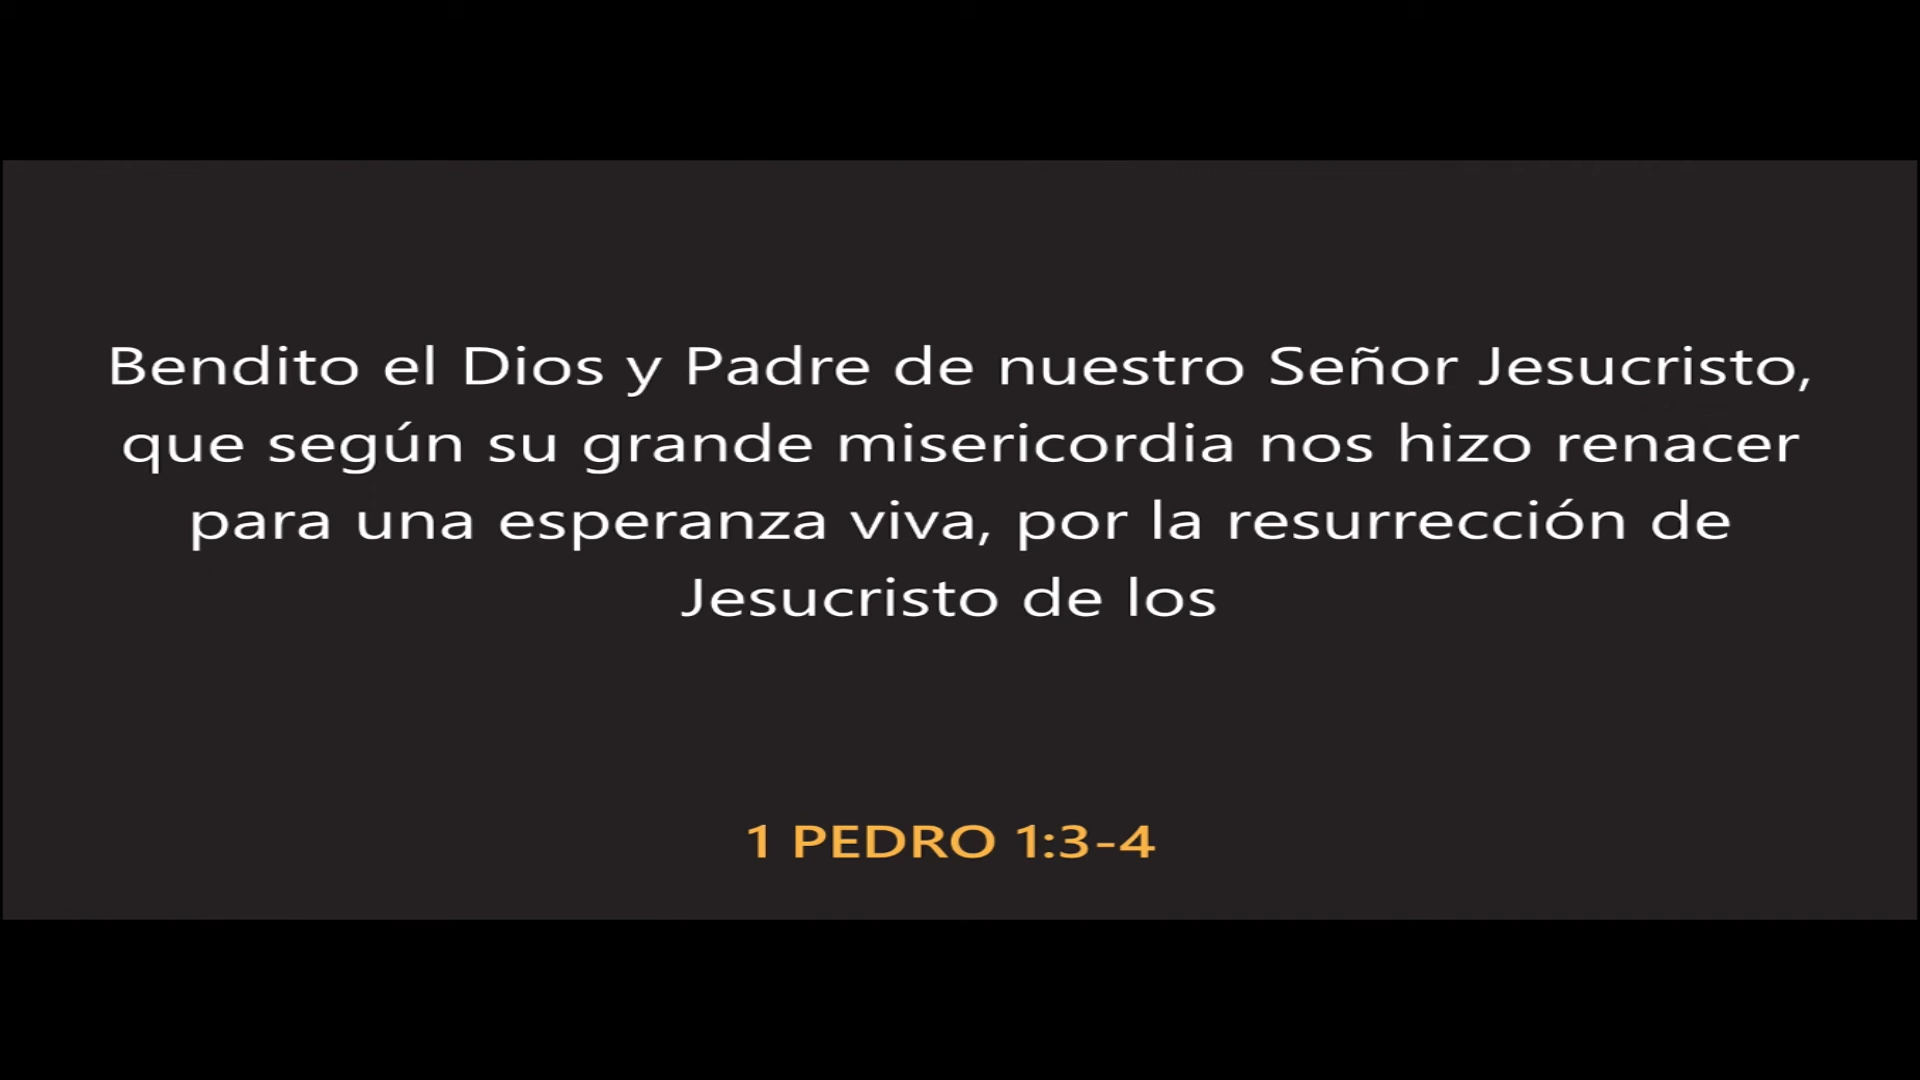 Bendito el Dios y Padre de nuestro Señor Jesucristo,
que según su grande misericordia nos hizo renacer
para una esperanza viva, por la resurrección de
Jesucristo de los
1 PEDRO 1:3-4